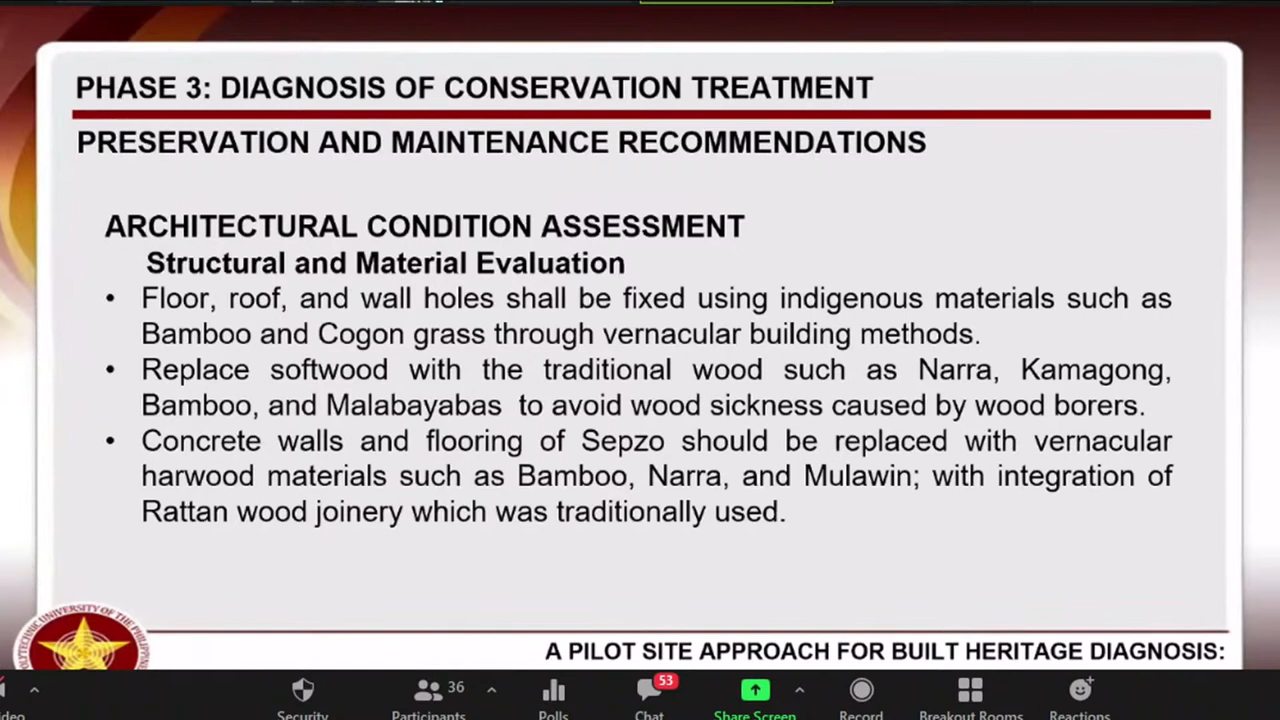 PHASE 3: DIAGNOSIS OF CONSERVATION TREATMENT
PRESERVATION AND MAINTENANCE RECOMMENDATIONS
ARCHITECTURAL CONDITION ASSESSMENT
Structural and Material Evaluation
• Floor, roof, and wall holes shall be fixed using indigenous materials such as
Bamboo and Cogon grass through vernacular building methods.
• Replace softwood with the traditional wood such as Narra, Kamagong,
Bamboo, and Malabayabas to avoid wood sickness caused by wood borers.
• Concrete walls and flooring of Sepzo should be replaced with vernacular
harwood materials such as Bamboo, Narra, and Mulawin; with integration of
Rattan wood joinery which was traditionally used.
POLYTECHNIC UNIVERSITY OF THE PHILIPPINES
A PILOT SITE APPROACH FOR BUILT HERITAGE DIAGNOSIS:
36
53
Security
Participants
Polls
Chat
Share Screen
Record
Breakout Rooms
Reactions